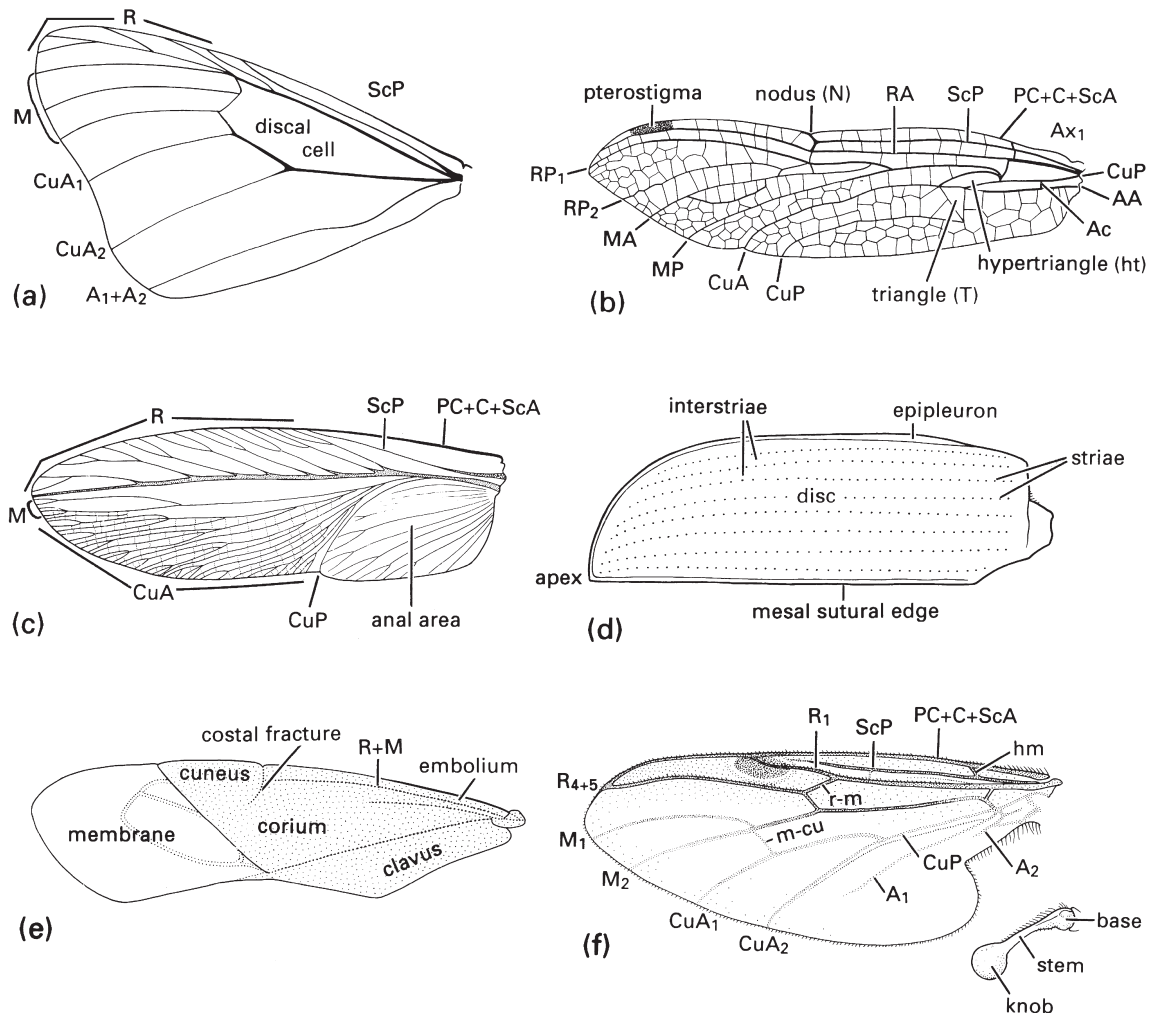 R
ScP
M
discal
cell
CuA₁
CuA₂
A₁+A₂
(a)
pterostigma
nodus (N)
RA
ScP
PC+C+ScA
Ax₁
RP₁
CuP
RP₂
AA
MA
Ac
MP
hypertriangle (ht)
CuA
CuP
triangle (T)
(b)
R
ScP
PC+C+ScA
M
CuA
CuP
anal area
(c)
interstriae
epipleuron
striae
disc
apex
mesal sutural edge
(d)
costal fracture
R+M
cuneus
embolium
membrane
corium
clavus
(e)
R₁
ScP
PC+C+ScA
hm
R₄₊₅
r-m
M₁
m-cu
CuP
A₂
M₂
A₁
CuA₁
CuA₂
base
stem
knob
(f)